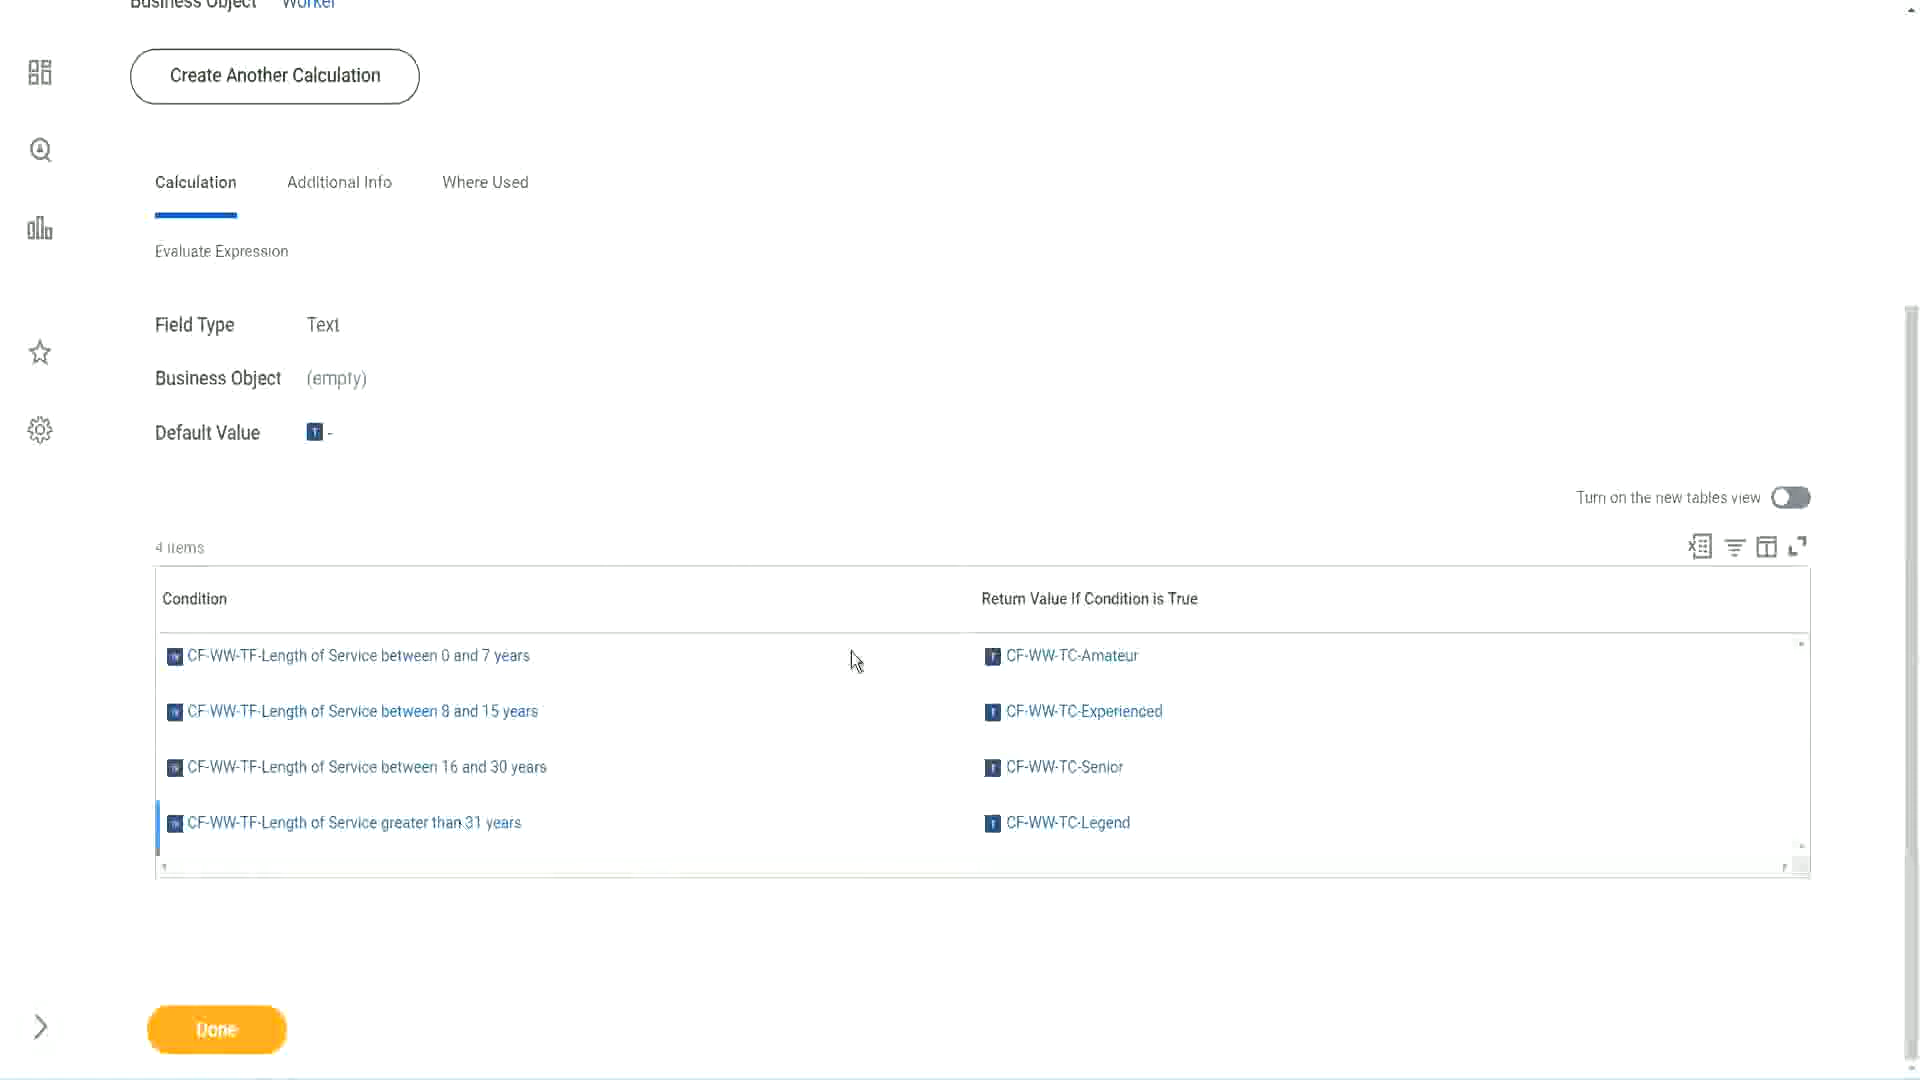 Business Object Worker
Create Another Calculation
Calculation Additional Info Where Used
Evaluate Expression
Field Type Text
Business Object (empty)
Default Value T -
Turn on the new tables view
4 items
Condition Return Value If Condition is True
CF-WW-TF-Length of Service between 0 and 7 years CF-WW-TC-Amateur
CF-WW-TF-Length of Service between 8 and 15 years CF-WW-TC-Experienced
CF-WW-TF-Length of Service between 16 and 30 years CF-WW-TC-Senior
CF-WW-TF-Length of Service greater than 31 years CF-WW-TC-Legend
Done